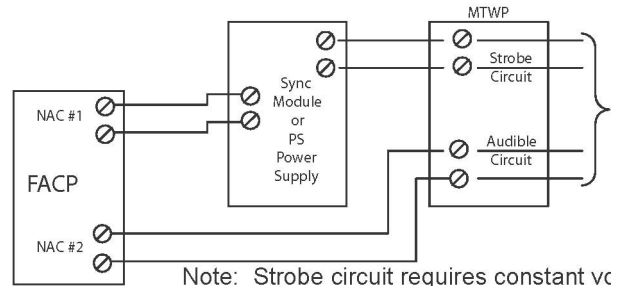 MTWP
Strobe
Circuit
Sync
Module
or
PS
Power
Supply
NAC #1
FACP
Audible
Circuit
NAC #2
Note: Strobe circuit requires constant